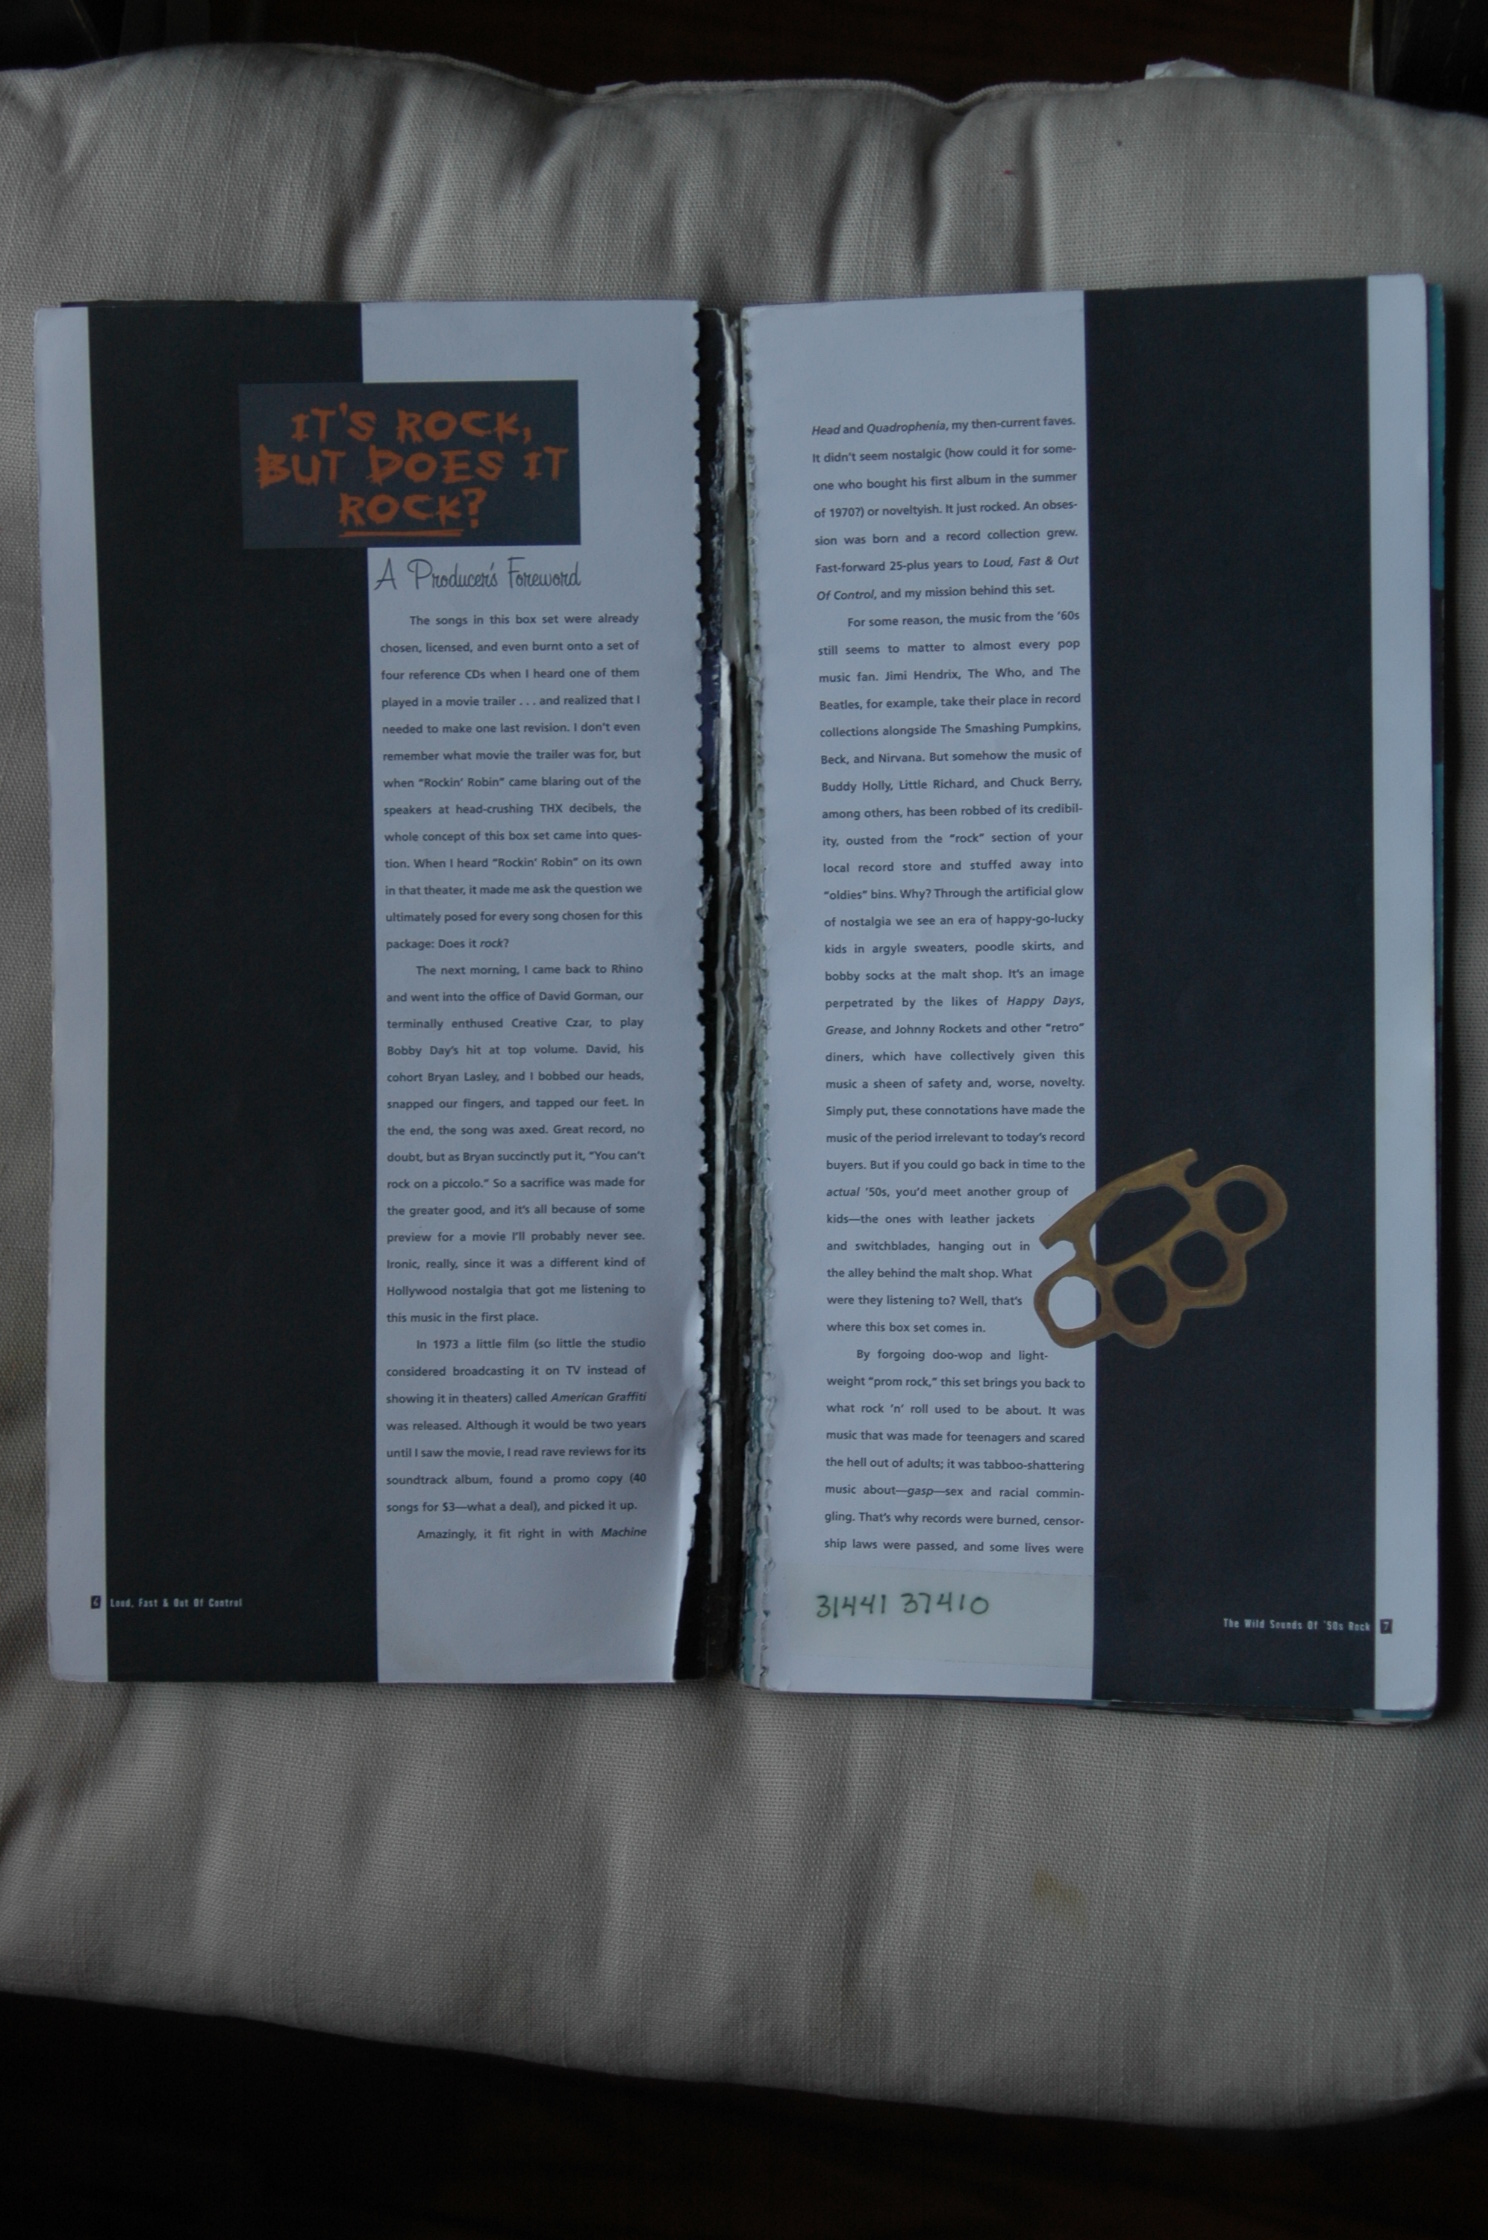 IT'S ROCK,
BUT DOES IT
ROCK?
A Producer's Foreword
The songs in this box set were already
chosen, licensed, and even burnt onto a set of
four reference CDs when I heard one of them
played in a movie trailer . . . and realized that I
needed to make one last revision. I don't even
remember what movie the trailer was for, but
when "Rockin' Robin" came blaring out of the
speakers at head-crushing THX decibels, the
whole concept of this box set came into ques-
tion. When I heard "Rockin' Robin" on its own
in that theater, it made me ask the question we
ultimately posed for every song chosen for this
package: Does it rock?
The next morning, I came back to Rhino
and went into the office of David Gorman, our
terminally enthused Creative Czar, to play
Bobby Day's hit at top volume. David, his
cohort Bryan Lasley, and I bobbed our heads,
snapped our fingers, and tapped our feet. In
the end, the song was axed. Great record, no
doubt, but as Bryan succinctly put it, "You can't
rock on a piccolo." So a sacrifice was made for
the greater good, and it's all because of some
preview for a movie I'll probably never see.
Ironic, really, since it was a different kind of
Hollywood nostalgia that got me listening to
this music in the first place.
In 1973 a little film (so little the studio
considered broadcasting it on TV instead of
showing it in theaters) called American Graffiti
was released. Although it would be two years
until I saw the movie, I read rave reviews for its
soundtrack album, found a promo copy (40
songs for $3—what a deal), and picked it up.
Amazingly, it fit right in with Machine
6 Loud, Fast & Out Of Control
Head and Quadrophenia, my then-current faves.
It didn't seem nostalgic (how could it for some-
one who bought his first album in the summer
of 1970?) or noveltyish. It just rocked. An obses-
sion was born and a record collection grew.
Fast-forward 25-plus years to Loud, Fast & Out
Of Control, and my mission behind this set.
For some reason, the music from the '60s
still seems to matter to almost every pop
music fan. Jimi Hendrix, The Who, and The
Beatles, for example, take their place in record
collections alongside The Smashing Pumpkins,
Beck, and Nirvana. But somehow the music of
Buddy Holly, Little Richard, and Chuck Berry,
among others, has been robbed of its credibil-
ity, ousted from the "rock" section of your
local record store and stuffed away into
"oldies" bins. Why? Through the artificial glow
of nostalgia we see an era of happy-go-lucky
kids in argyle sweaters, poodle skirts, and
bobby socks at the malt shop. It's an image
perpetrated by the likes of Happy Days,
Grease, and Johnny Rockets and other "retro"
diners, which have collectively given this
music a sheen of safety and, worse, novelty.
Simply put, these connotations have made the
music of the period irrelevant to today's record
buyers. But if you could go back in time to the
actual '50s, you'd meet another group of
kids—the ones with leather jackets
and switchblades, hanging out in
the alley behind the malt shop. What
were they listening to? Well, that's
where this box set comes in.
By forgoing doo-wop and light-
weight "prom rock," this set brings you back to
what rock 'n' roll used to be about. It was
music that was made for teenagers and scared
the hell out of adults; it was tabboo-shattering
music about—gasp—sex and racial commin-
gling. That's why records were burned, censor-
ship laws were passed, and some lives were
31441 37410
The Wild Sounds Of '50s Rock 7